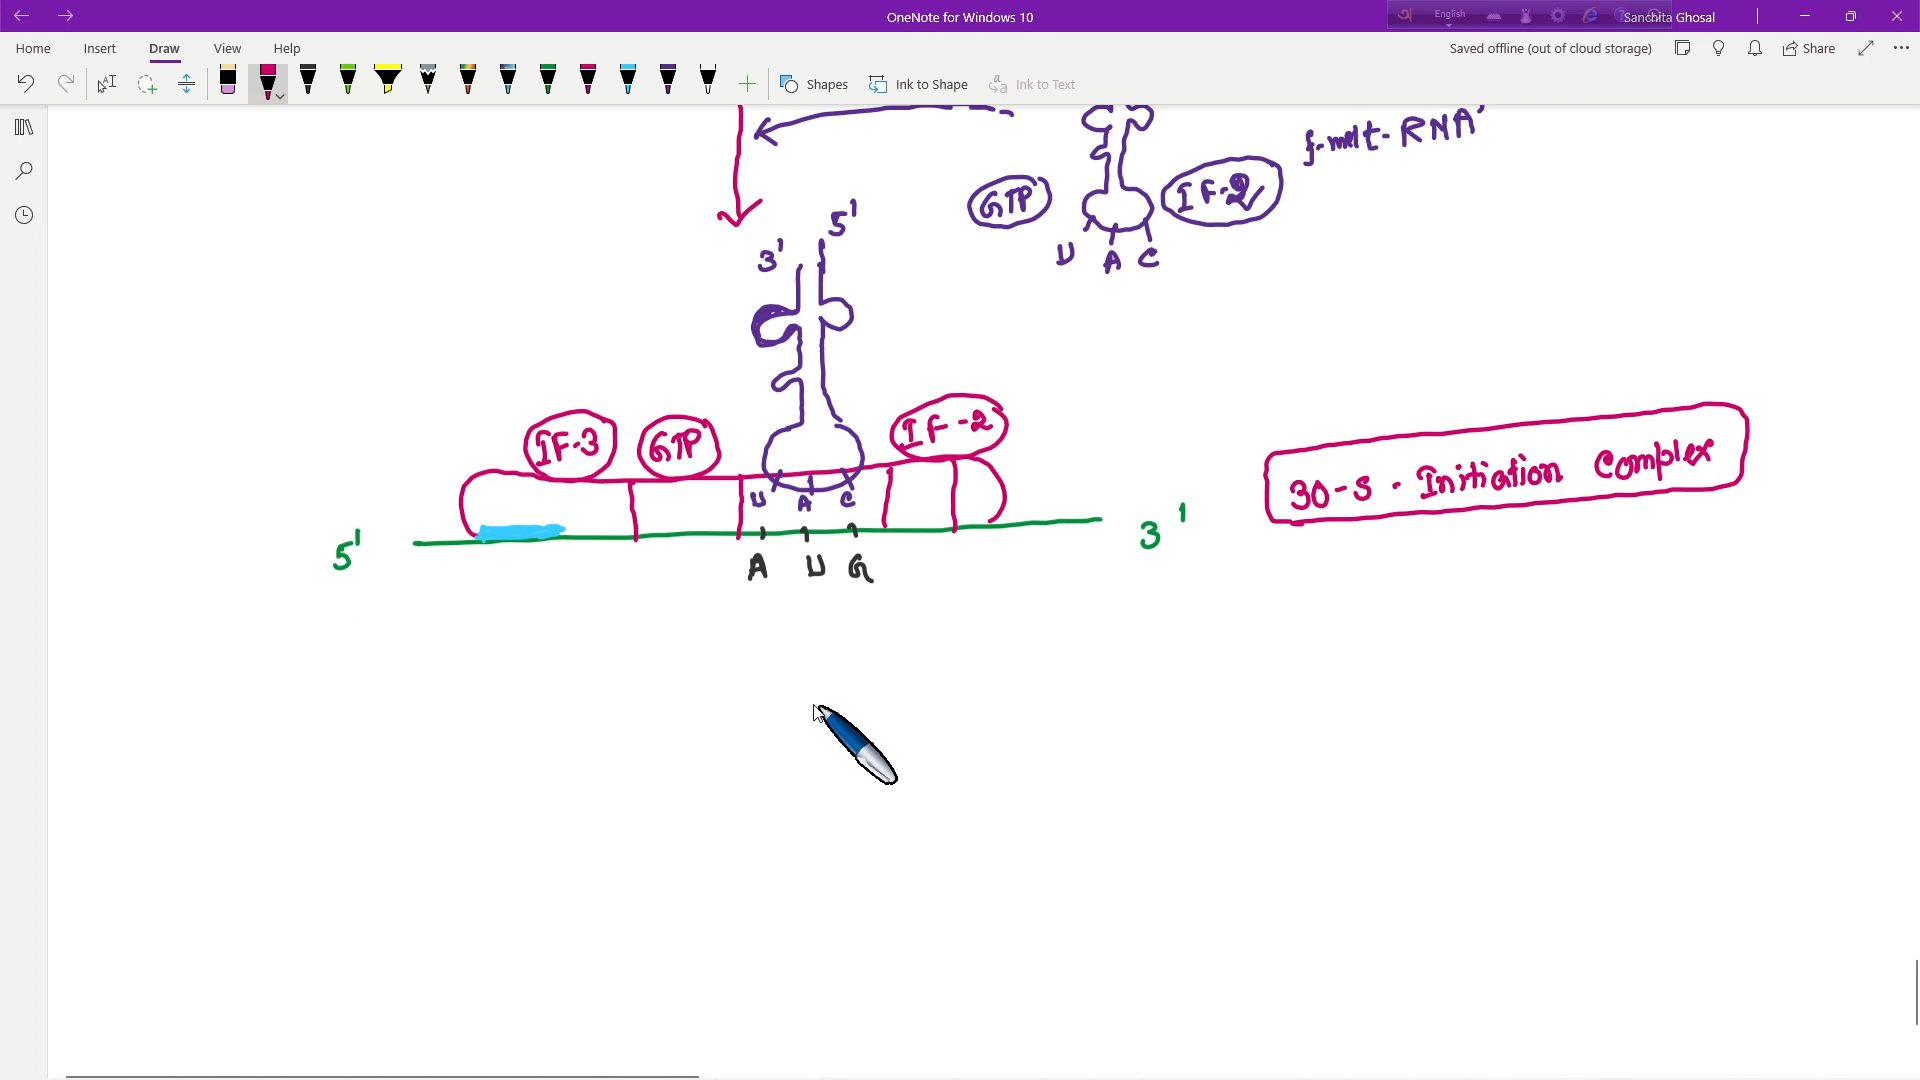 OneNote for Windows 10
English
Sanchita Ghosal
Home Insert Draw View Help
Saved offline (out of cloud storage)
Share
Shapes
Ink to Shape
Ink to Text
f-met-RNA'
GTP
IF-2
U A C
5'
3'
IF-3
GTP
IF-2
U A C
30-S - Initiation Complex
5'
3'
A U G